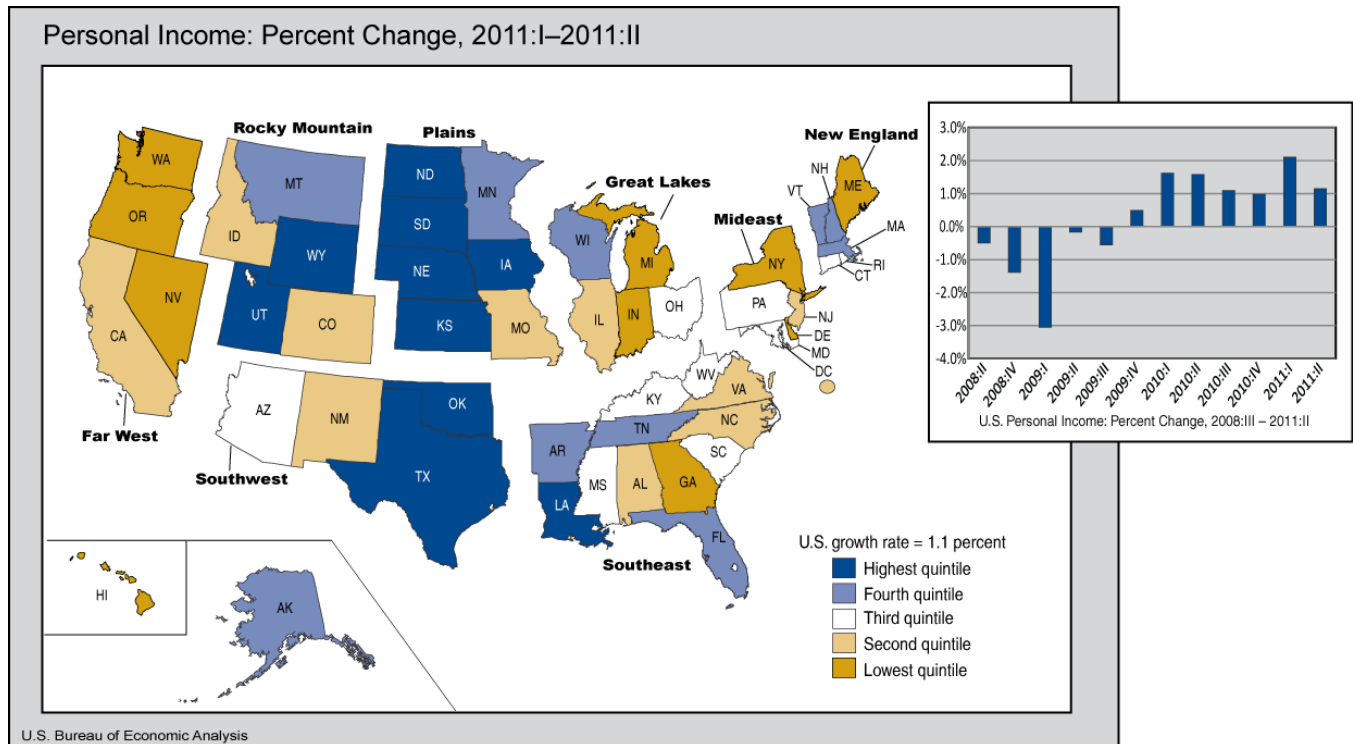 Personal Income: Percent Change, 2011:I–2011:II
Rocky Mountain
Plains
Great Lakes
New England
Mideast
Far West
Southwest
Southeast
WA
OR
CA
NV
ID
MT
WY
UT
CO
AZ
NM
ND
SD
NE
KS
MN
IA
MO
OK
TX
WI
MI
IL
IN
OH
NY
PA
NJ
DE
MD
DC
VT
NH
ME
MA
RI
CT
WV
VA
KY
TN
NC
SC
AR
LA
MS
AL
GA
FL
HI
AK
U.S. growth rate = 1.1 percent
Highest quintile
Fourth quintile
Third quintile
Second quintile
Lowest quintile
U.S. Bureau of Economic Analysis
3.0%
2.0%
1.0%
0.0%
-1.0%
-2.0%
-3.0%
-4.0%
2008:II
2008:IV
2009:I
2009:II
2009:III
2009:IV
2010:I
2010:II
2010:III
2010:IV
2011:I
2011:II
U.S. Personal Income: Percent Change, 2008:III – 2011:II